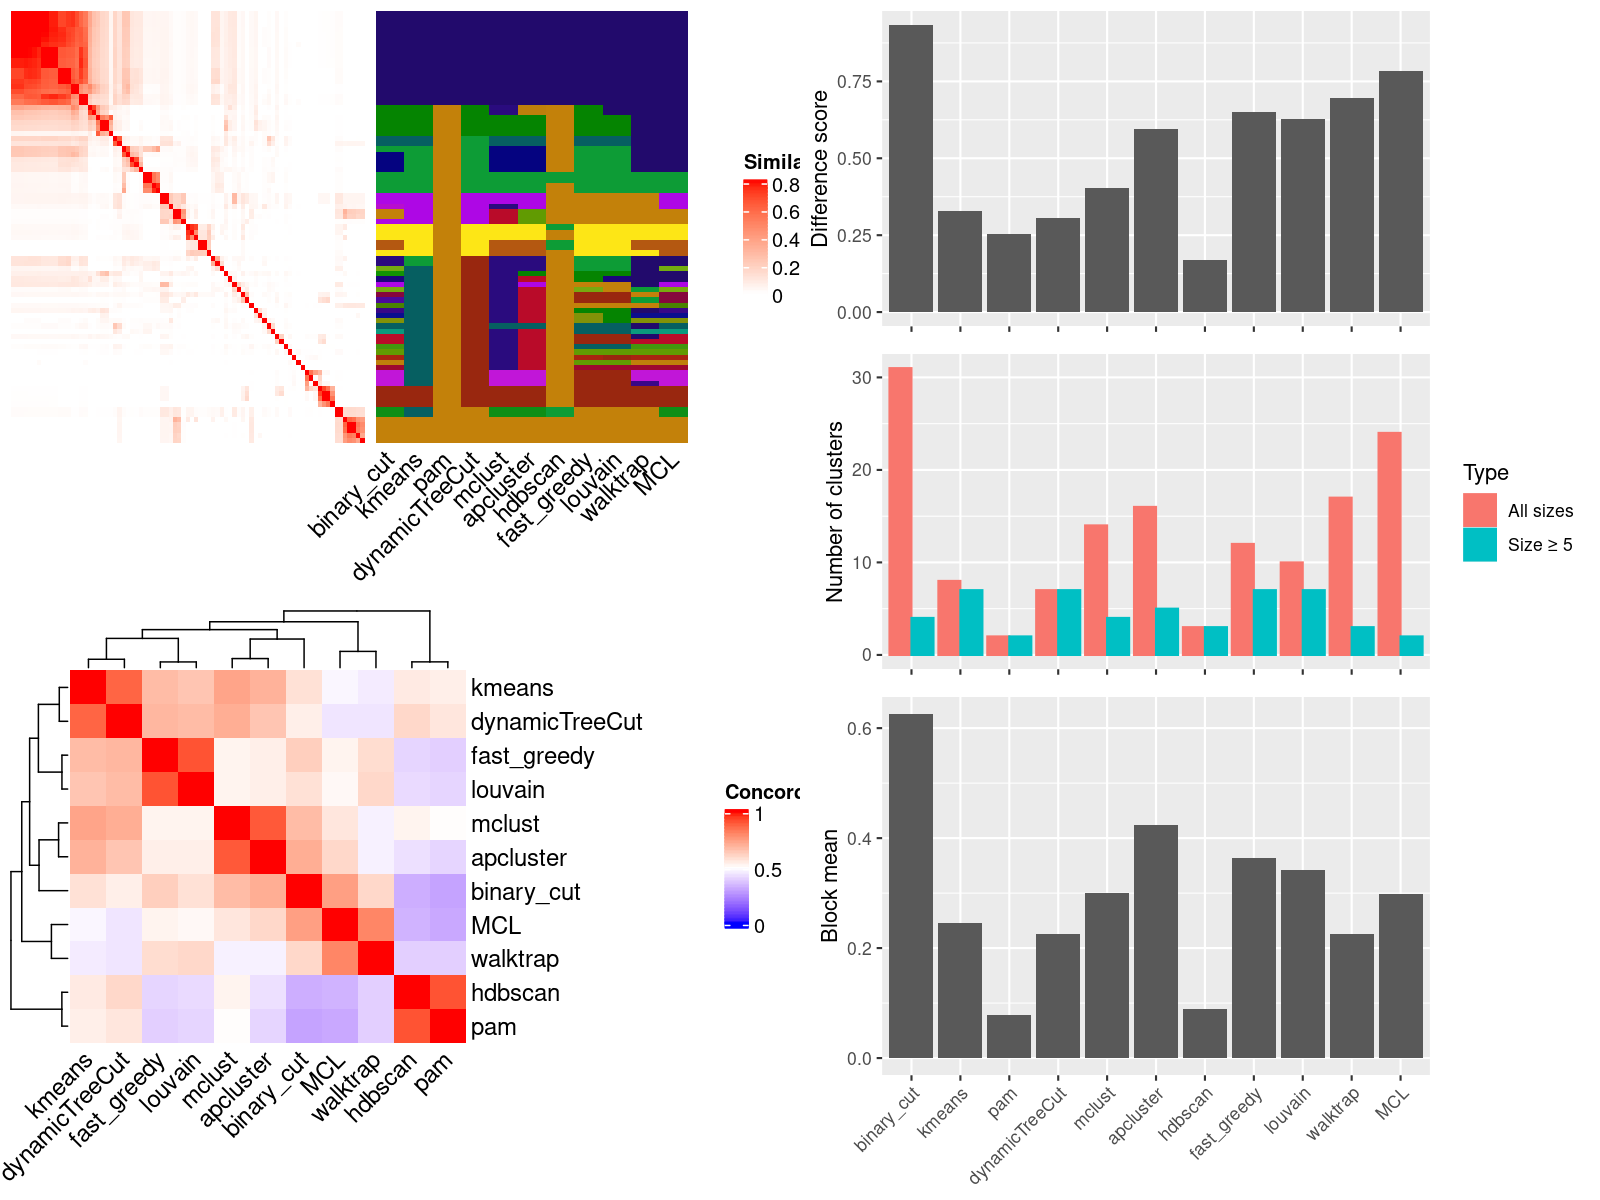 Simila
0.8
0.6
0.4
0.2
0
binary_cut
kmeans
pam
dynamicTreeCut
mclust
apcluster
hdbscan
fast_greedy
louvain
walktrap
MCL
Difference score
0.75
0.50
0.25
0.00
Number of clusters
30
20
10
0
Type
All sizes
Size ≥ 5
kmeans
dynamicTreeCut
fast_greedy
louvain
mclust
apcluster
binary_cut
MCL
walktrap
hdbscan
pam
kmeans
dynamicTreeCut
fast_greedy
louvain
mclust
apcluster
binary_cut
MCL
walktrap
hdbscan
pam
Concord
1
0.5
0
Block mean
0.6
0.4
0.2
0.0
binary_cut
kmeans
pam
dynamicTreeCut
mclust
apcluster
hdbscan
fast_greedy
louvain
walktrap
MCL